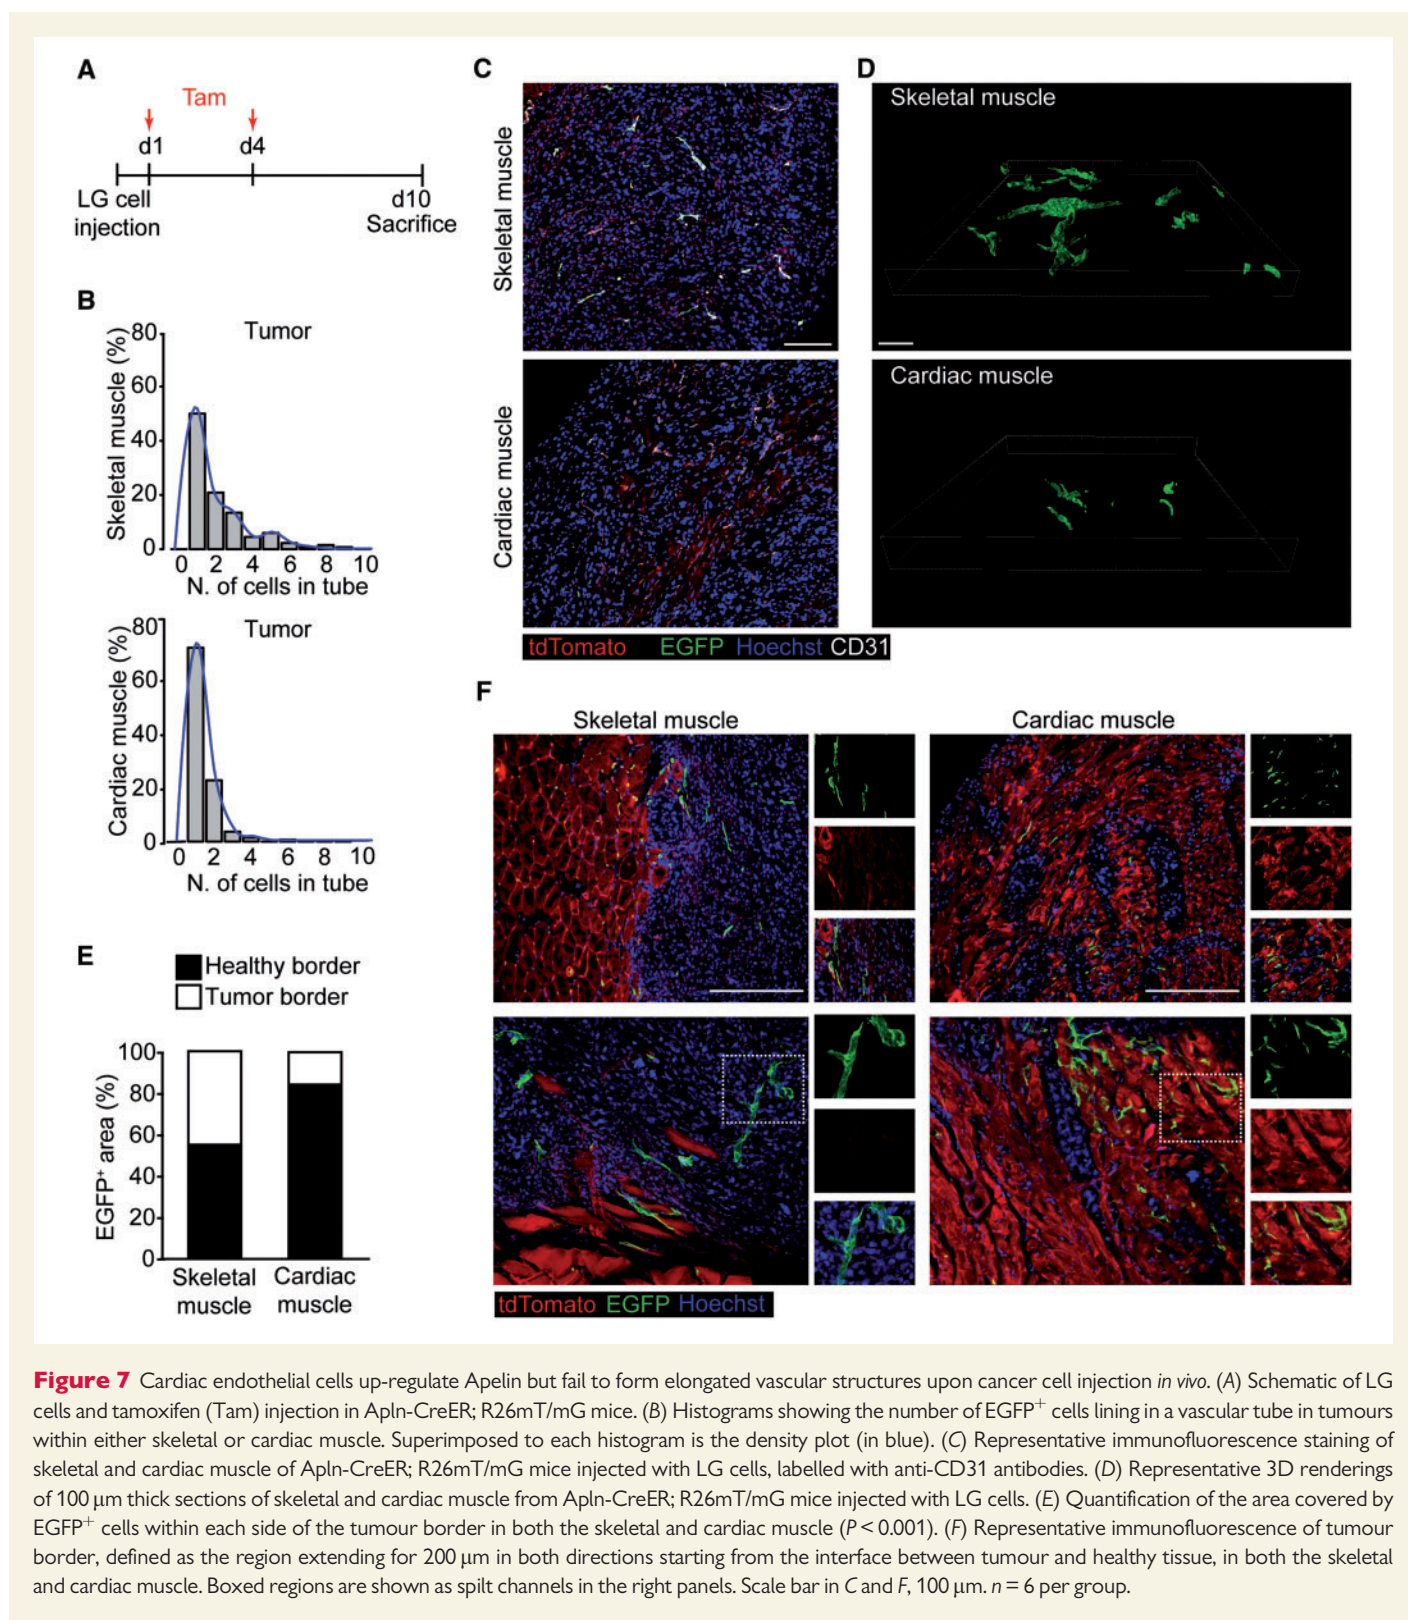 A
Tam
d1
d4
LG cell
injection
d10
Sacrifice
B
Tumor
Skeletal muscle (%)
80
60
40
20
0
0 2 4 6 8 10
N. of cells in tube
Tumor
Cardiac muscle (%)
80
60
40
20
0
0 2 4 6 8 10
N. of cells in tube
C
Skeletal muscle
Cardiac muscle
tdTomato EGFP Hoechst CD31
D
Skeletal muscle
Cardiac muscle
E
Healthy border
Tumor border
EGFP+ area (%)
100
80
60
40
20
0
Skeletal
muscle
Cardiac
muscle
F
Skeletal muscle
Cardiac muscle
tdTomato EGFP Hoechst
Figure 7 Cardiac endothelial cells up-regulate Apelin but fail to form elongated vascular structures upon cancer cell injection in vivo. (A) Schematic of LG
cells and tamoxifen (Tam) injection in Apln-CreER; R26mT/mG mice. (B) Histograms showing the number of EGFP+ cells lining in a vascular tube in tumours
within either skeletal or cardiac muscle. Superimposed to each histogram is the density plot (in blue). (C) Representative immunofluorescence staining of
skeletal and cardiac muscle of Apln-CreER; R26mT/mG mice injected with LG cells, labelled with anti-CD31 antibodies. (D) Representative 3D renderings
of 100 μm thick sections of skeletal and cardiac muscle from Apln-CreER; R26mT/mG mice injected with LG cells. (E) Quantification of the area covered by
EGFP+ cells within each side of the tumour border in both the skeletal and cardiac muscle (P < 0.001). (F) Representative immunofluorescence of tumour
border, defined as the region extending for 200 μm in both directions starting from the interface between tumour and healthy tissue, in both the skeletal
and cardiac muscle. Boxed regions are shown as spilt channels in the right panels. Scale bar in C and F, 100 μm. n = 6 per group.